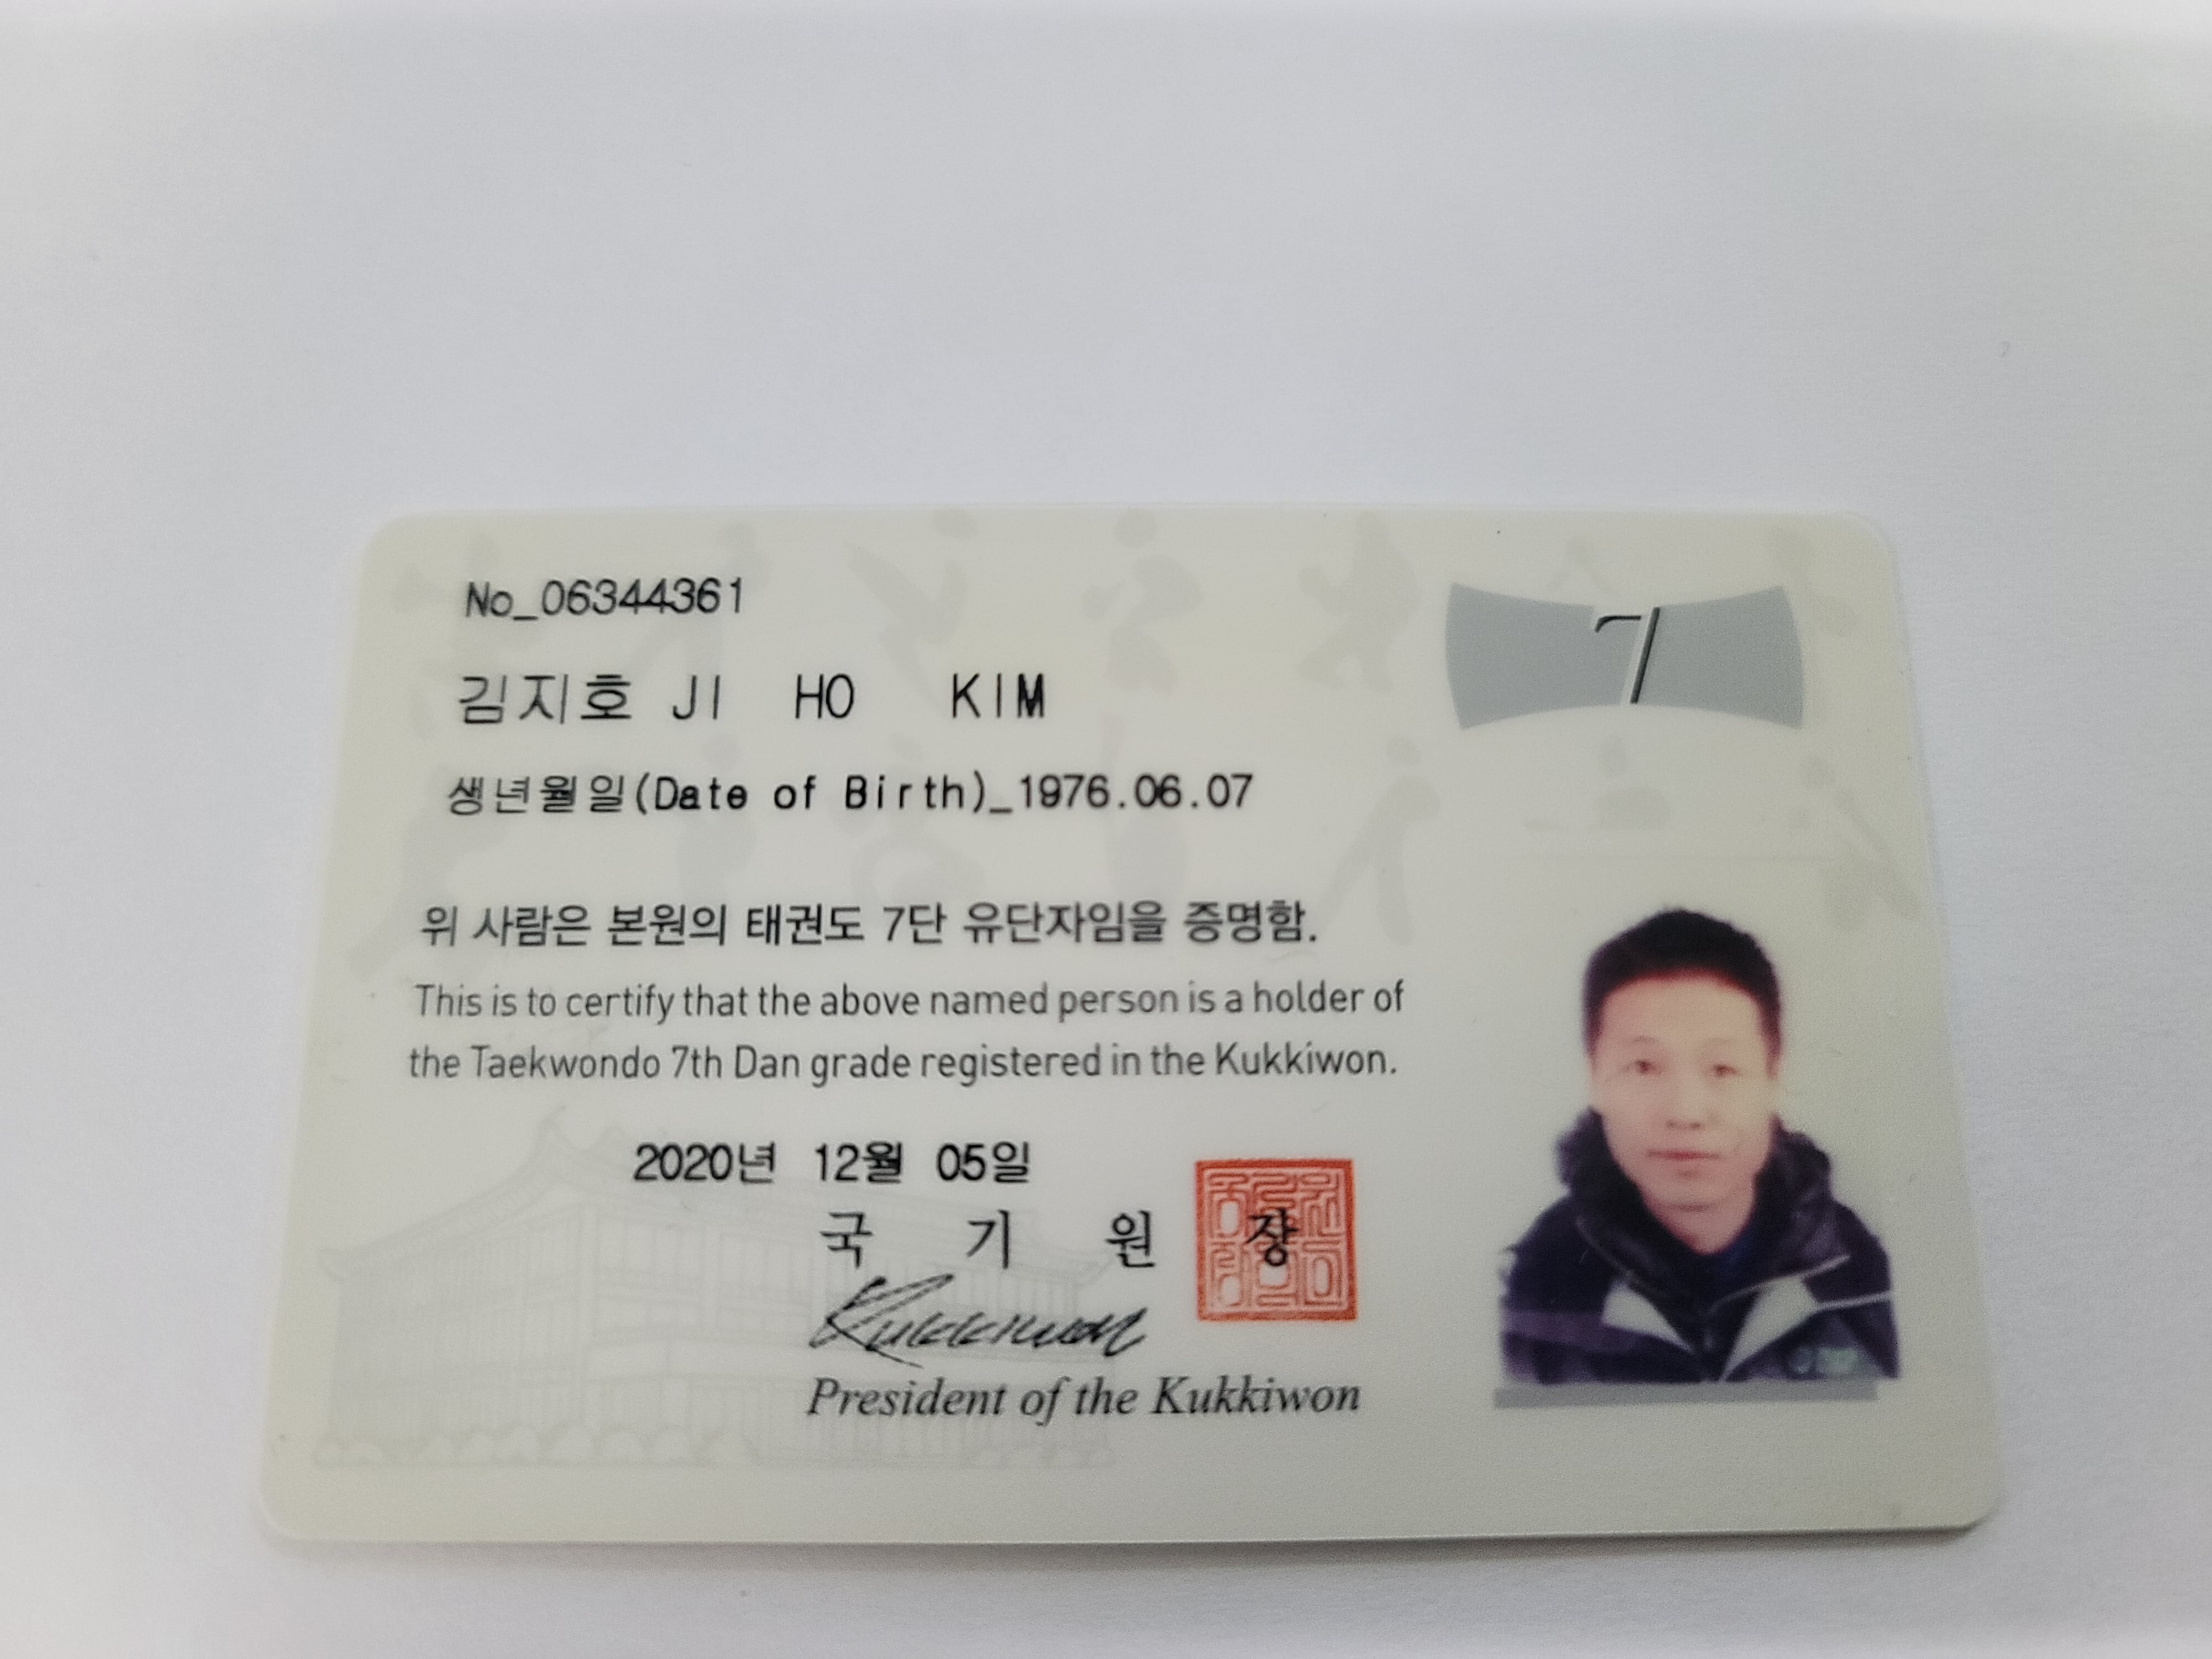 No_06344361
7
김지호 JI HO KIM
생년월일(Date of Birth)_1976.06.07
위 사람은 본원의 태권도 7단 유단자임을 증명함.
This is to certify that the above named person is a holder of
the Taekwondo 7th Dan grade registered in the Kukkiwon.
2020년 12월 05일
국 기 원 장
Kukkiwon
President of the Kukkiwon